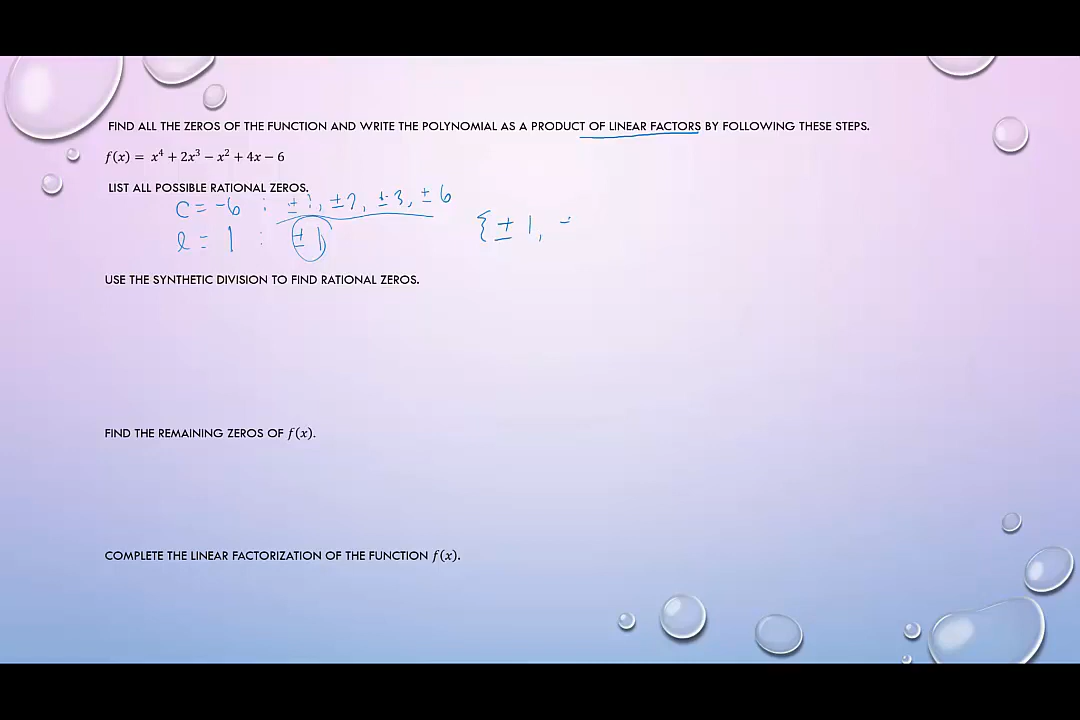 FIND ALL THE ZEROS OF THE FUNCTION AND WRITE THE POLYNOMIAL AS A PRODUCT OF LINEAR FACTORS BY FOLLOWING THESE STEPS.
f(x) = x⁴ + 2x³ − x² + 4x − 6
LIST ALL POSSIBLE RATIONAL ZEROS.
C = -6 : ±1, ±2, ±3, ±6
l = 1 : ±1 {±1,
USE THE SYNTHETIC DIVISION TO FIND RATIONAL ZEROS.
FIND THE REMAINING ZEROS OF f(x).
COMPLETE THE LINEAR FACTORIZATION OF THE FUNCTION f(x).